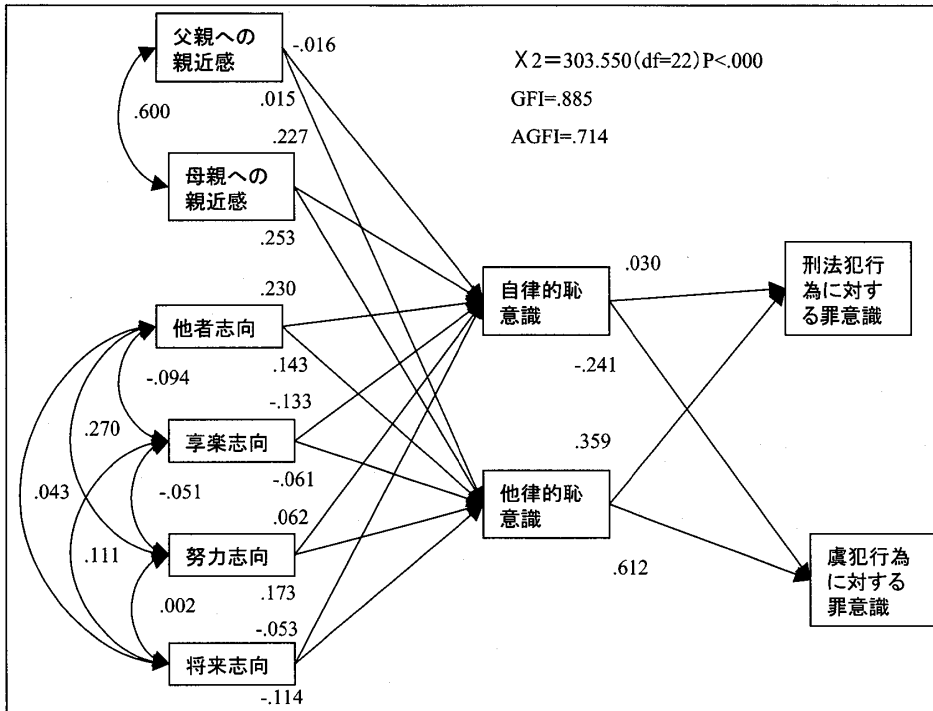 父親への
親近感
-.016
Χ2=303.550(df=22)P<.000
.015
GFI=.885
.600
.227
AGFI=.714
母親への
親近感
.253
.030
刑法犯行
為に対す
る罪意識
.230
自律的恥
意識
他者志向
-.241
.143
-.094
-.133
.270
享楽志向
.359
.043
-.051
-.061
他律的恥
意識
.062
.111
努力志向
.612
虞犯行為
に対する
罪意識
.173
.002
-.053
将来志向
-.114